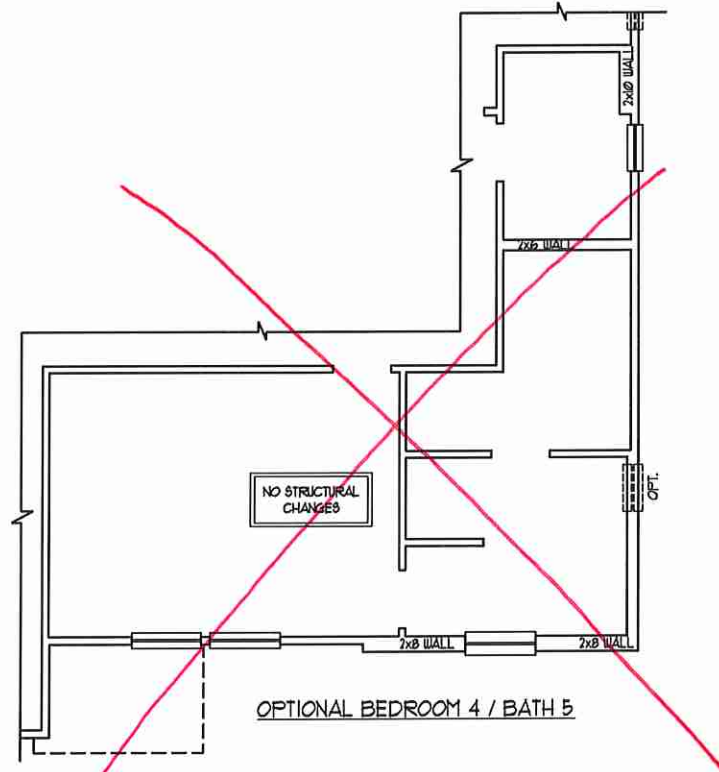 2x10 WALL
2x6 WALL
NO STRUCTURAL
CHANGES
OPT.
2x8 WALL
2x8 WALL
OPTIONAL BEDROOM 4 / BATH 5